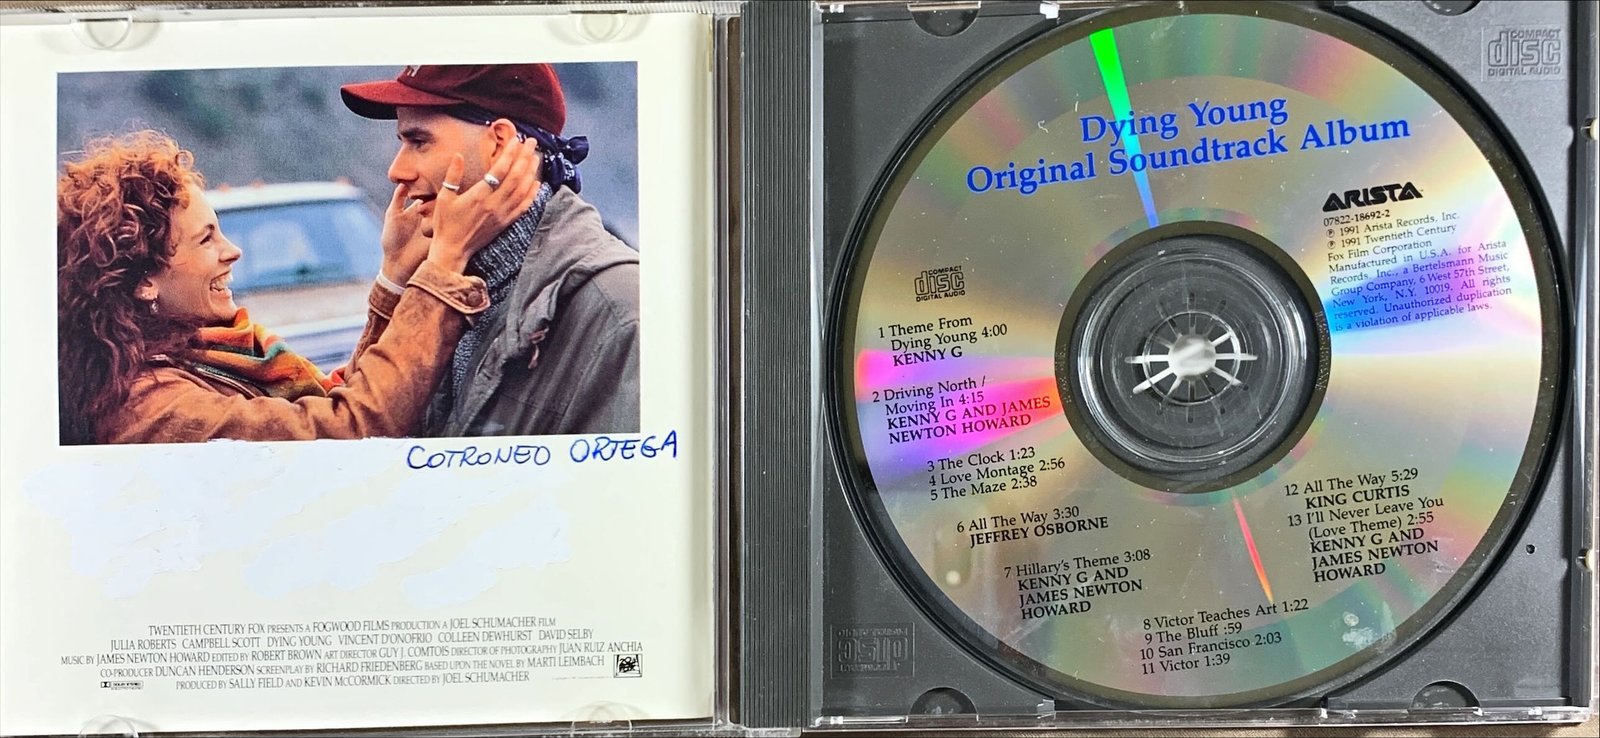 COTRONEO ORTEGA
TWENTIETH CENTURY FOX PRESENTS A FOGWOOD FILMS PRODUCTION A JOEL SCHUMACHER FILM
JULIA ROBERTS CAMPBELL SCOTT DYING YOUNG VINCENT D'ONOFRIO COLLEEN DEWHURST DAVID SELBY
MUSIC BY JAMES NEWTON HOWARD EDITED BY ROBERT BROWN ART DIRECTOR GUY J. COMTOIS DIRECTOR OF PHOTOGRAPHY JUAN RUIZ ANCHIA
CO-PRODUCER DUNCAN HENDERSON SCREENPLAY BY RICHARD FRIEDENBERG BASED UPON THE NOVEL BY MARTI LEIMBACH
PRODUCED BY SALLY FIELD AND KEVIN McCORMICK DIRECTED BY JOEL SCHUMACHER
COMPACT
disc
DIGITAL AUDIO
Dying Young
Original Soundtrack Album
ARISTA
07822-18692-2
℗ 1991 Arista Records, Inc.
℗ 1991 Twentieth Century
Fox Film Corporation
Manufactured in U.S.A. for Arista
Records, Inc., a Bertelsmann Music
Group Company, 6 West 57th Street,
New York, N.Y. 10019. All rights
reserved. Unauthorized duplication
is a violation of applicable laws.
COMPACT
disc
DIGITAL AUDIO
1 Theme From
Dying Young 4:00
KENNY G
2 Driving North /
Moving In 4:15
KENNY G AND JAMES
NEWTON HOWARD
3 The Clock 1:23
4 Love Montage 2:56
5 The Maze 2:38
6 All The Way 3:30
JEFFREY OSBORNE
7 Hillary's Theme 3:08
KENNY G AND
JAMES NEWTON
HOWARD
8 Victor Teaches Art 1:22
9 The Bluff :59
10 San Francisco 2:03
11 Victor 1:39
12 All The Way 5:29
KING CURTIS
13 I'll Never Leave You
(Love Theme) 2:55
KENNY G AND
JAMES NEWTON
HOWARD